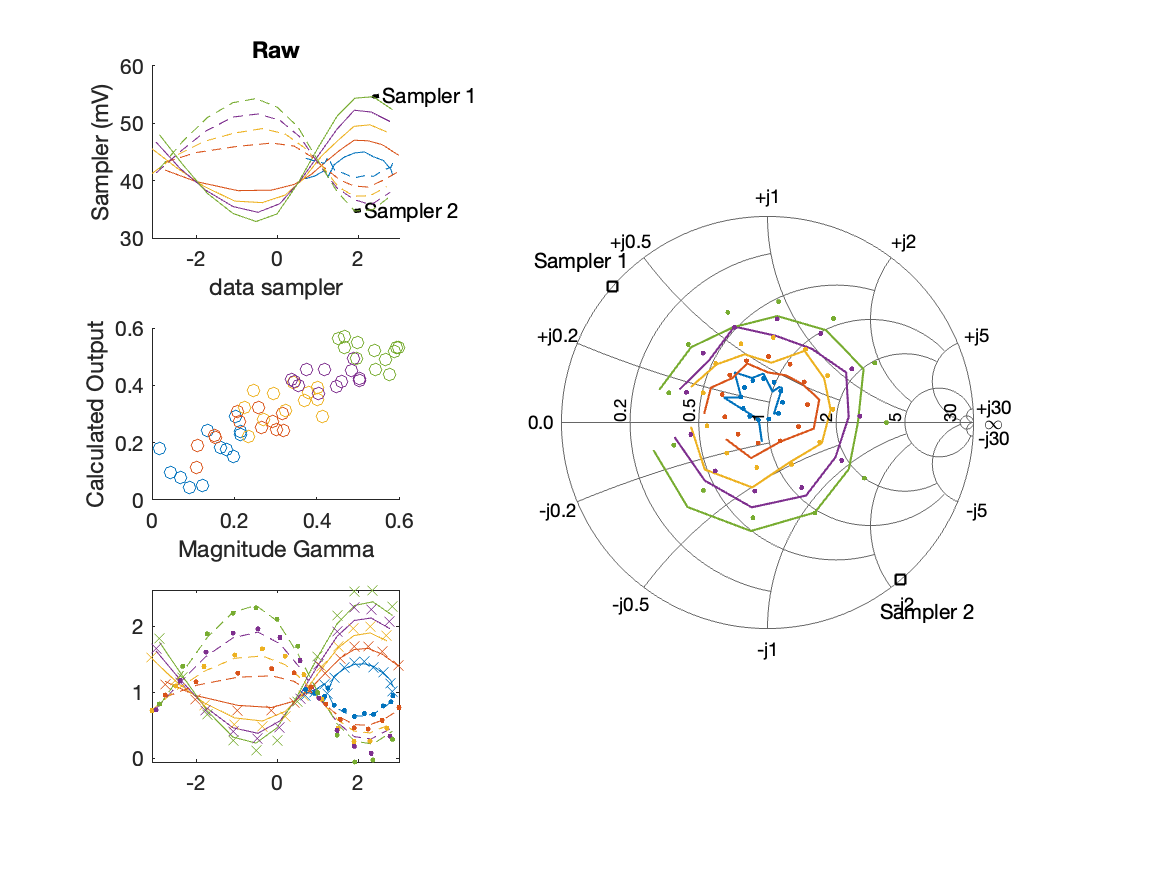 Raw
60
50
40
30
Sampler (mV)
Sampler 1
Sampler 2
-2 0 2
data sampler
0.6
0.4
0.2
0
Calculated Output
0 0.2 0.4 0.6
Magnitude Gamma
2
1
0
-2 0 2
+j1
+j0.5
+j2
Sampler 1
+j0.2
+j5
0.0
0.2
0.5
1
2
5
30
+j30
∞
-j30
-j0.2
-j5
-j0.5
-j2
Sampler 2
-j1